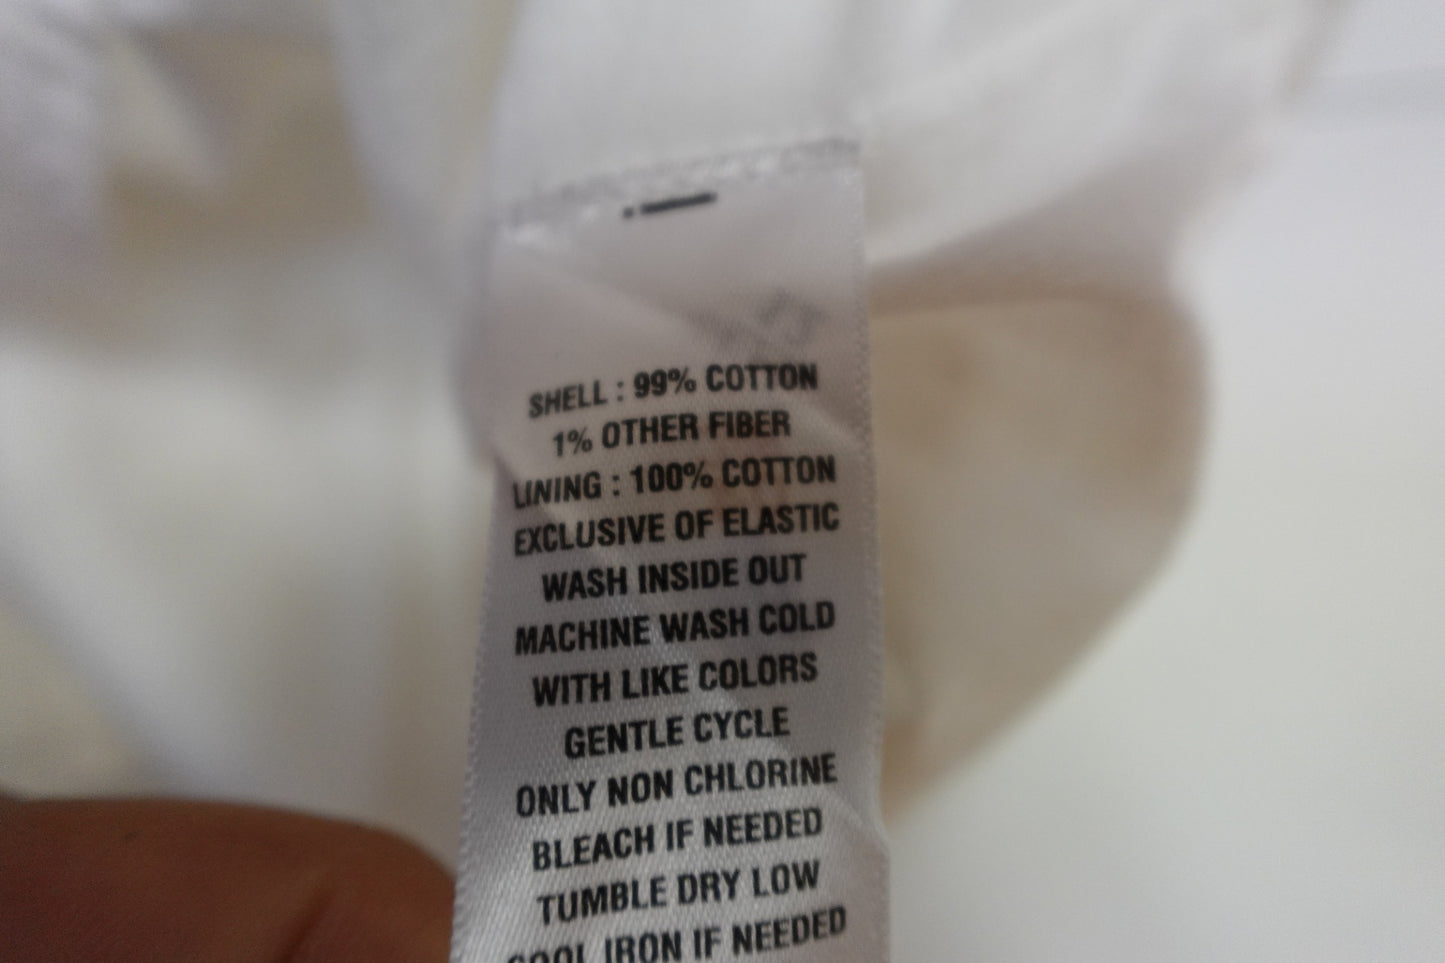 SHELL : 99% COTTON
1% OTHER FIBER
LINING : 100% COTTON
EXCLUSIVE OF ELASTIC
WASH INSIDE OUT
MACHINE WASH COLD
WITH LIKE COLORS
GENTLE CYCLE
ONLY NON CHLORINE
BLEACH IF NEEDED
TUMBLE DRY LOW
COOL IRON IF NEEDED